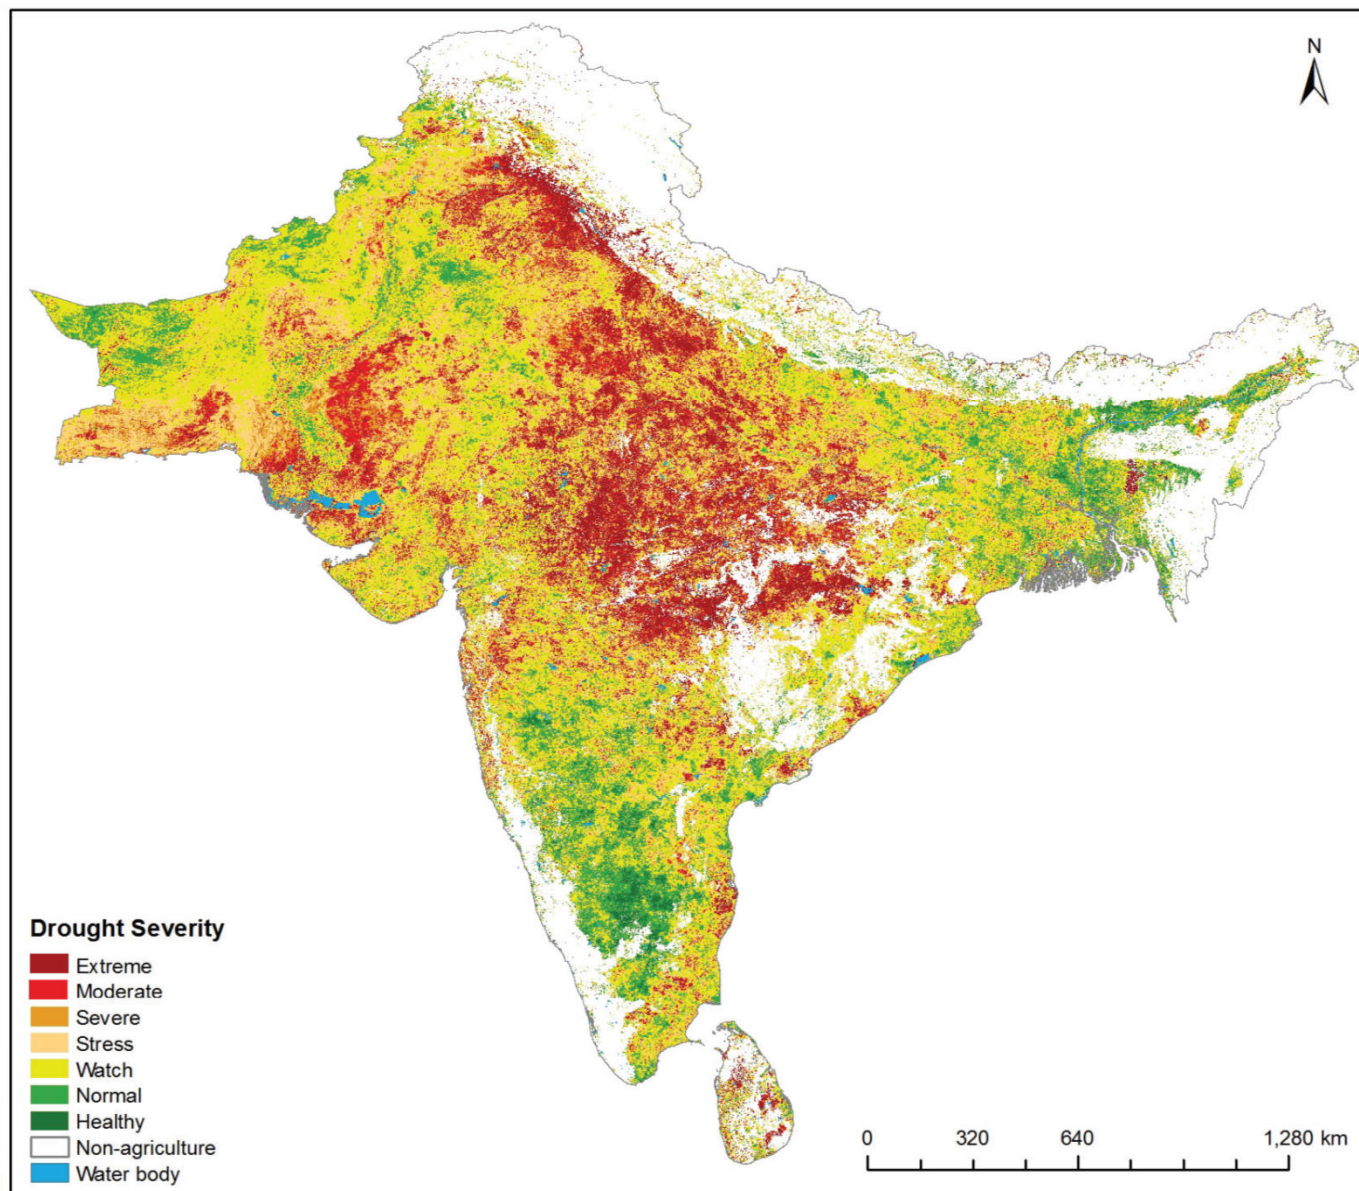 N
Drought Severity
Extreme
Moderate
Severe
Stress
Watch
Normal
Healthy
Non-agriculture
Water body
0 320 640 1,280 km